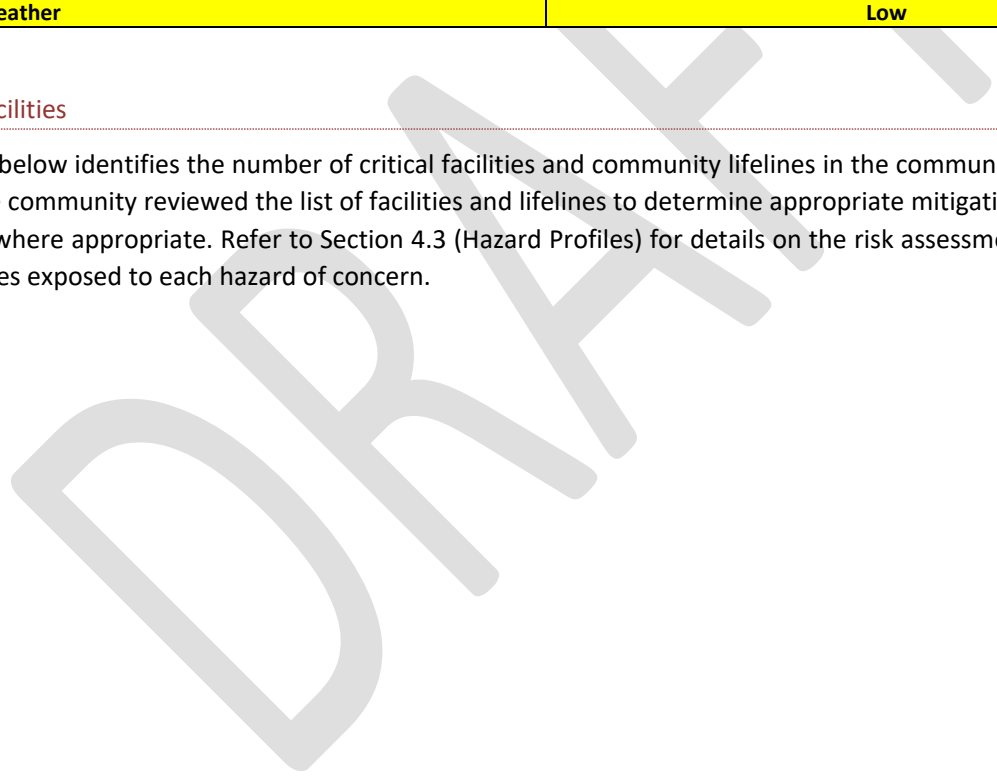 eather Low
cilities
below identifies the number of critical facilities and community lifelines in the commun
community reviewed the list of facilities and lifelines to determine appropriate mitigati
where appropriate. Refer to Section 4.3 (Hazard Profiles) for details on the risk assessm
es exposed to each hazard of concern.
DRAFT